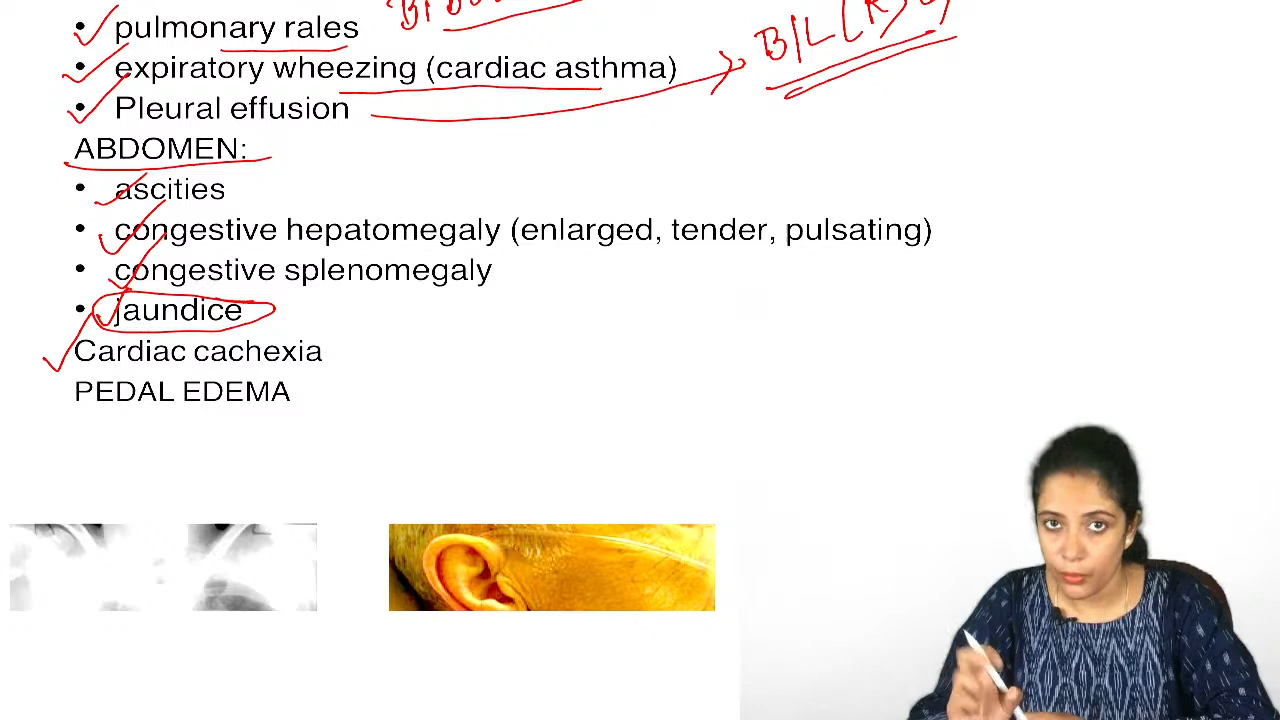 • pulmonary rales
• expiratory wheezing (cardiac asthma)
B/L (R>
• Pleural effusion
ABDOMEN:
• ascities
• congestive hepatomegaly (enlarged, tender, pulsating)
• congestive splenomegaly
• jaundice
Cardiac cachexia
PEDAL EDEMA